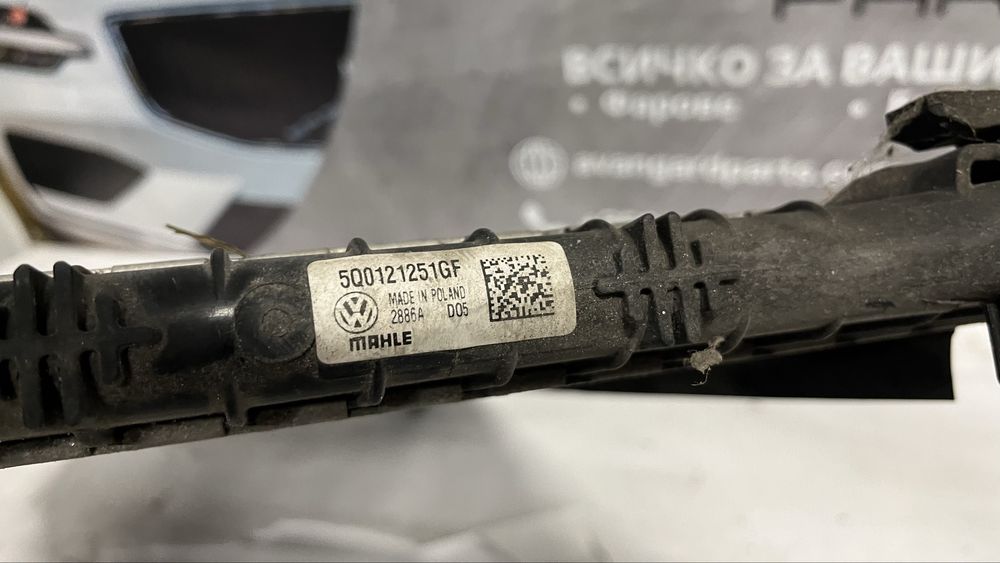 ВСИЧКО ЗА ВАШИ
• Фарове
avangardparts.c
5Q0121251GF
MADE IN POLAND
2886A D05
MAHLE